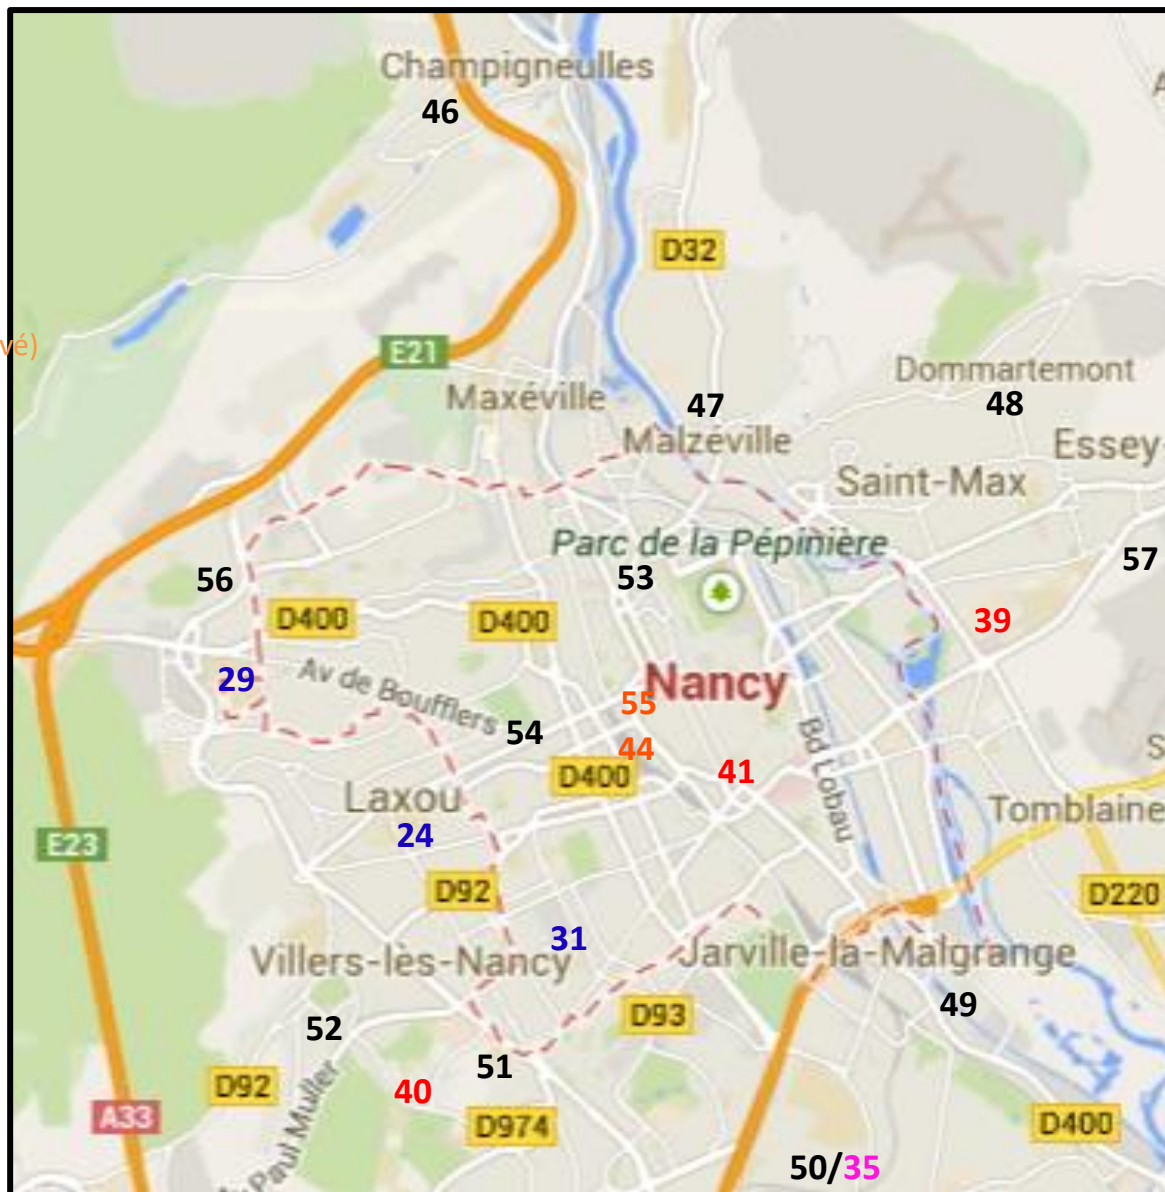 Champigneulles
46
D32
vé)
E21
Dommartemont
Maxéville
47
48
Malzéville
Essey-
Saint-Max
Parc de la Pépinière
57
56
53
D400
D400
39
29
Av de Boufflers
Nancy
55
54
44
D400
41
Bd Lobau
Laxou
24
Tomblaine
E23
D92
D220
31
Villers-lès-Nancy
Jarville-la-Malgrange
49
52
D93
51
D92
40
A33
D974
D400
Paul Muller
50/35